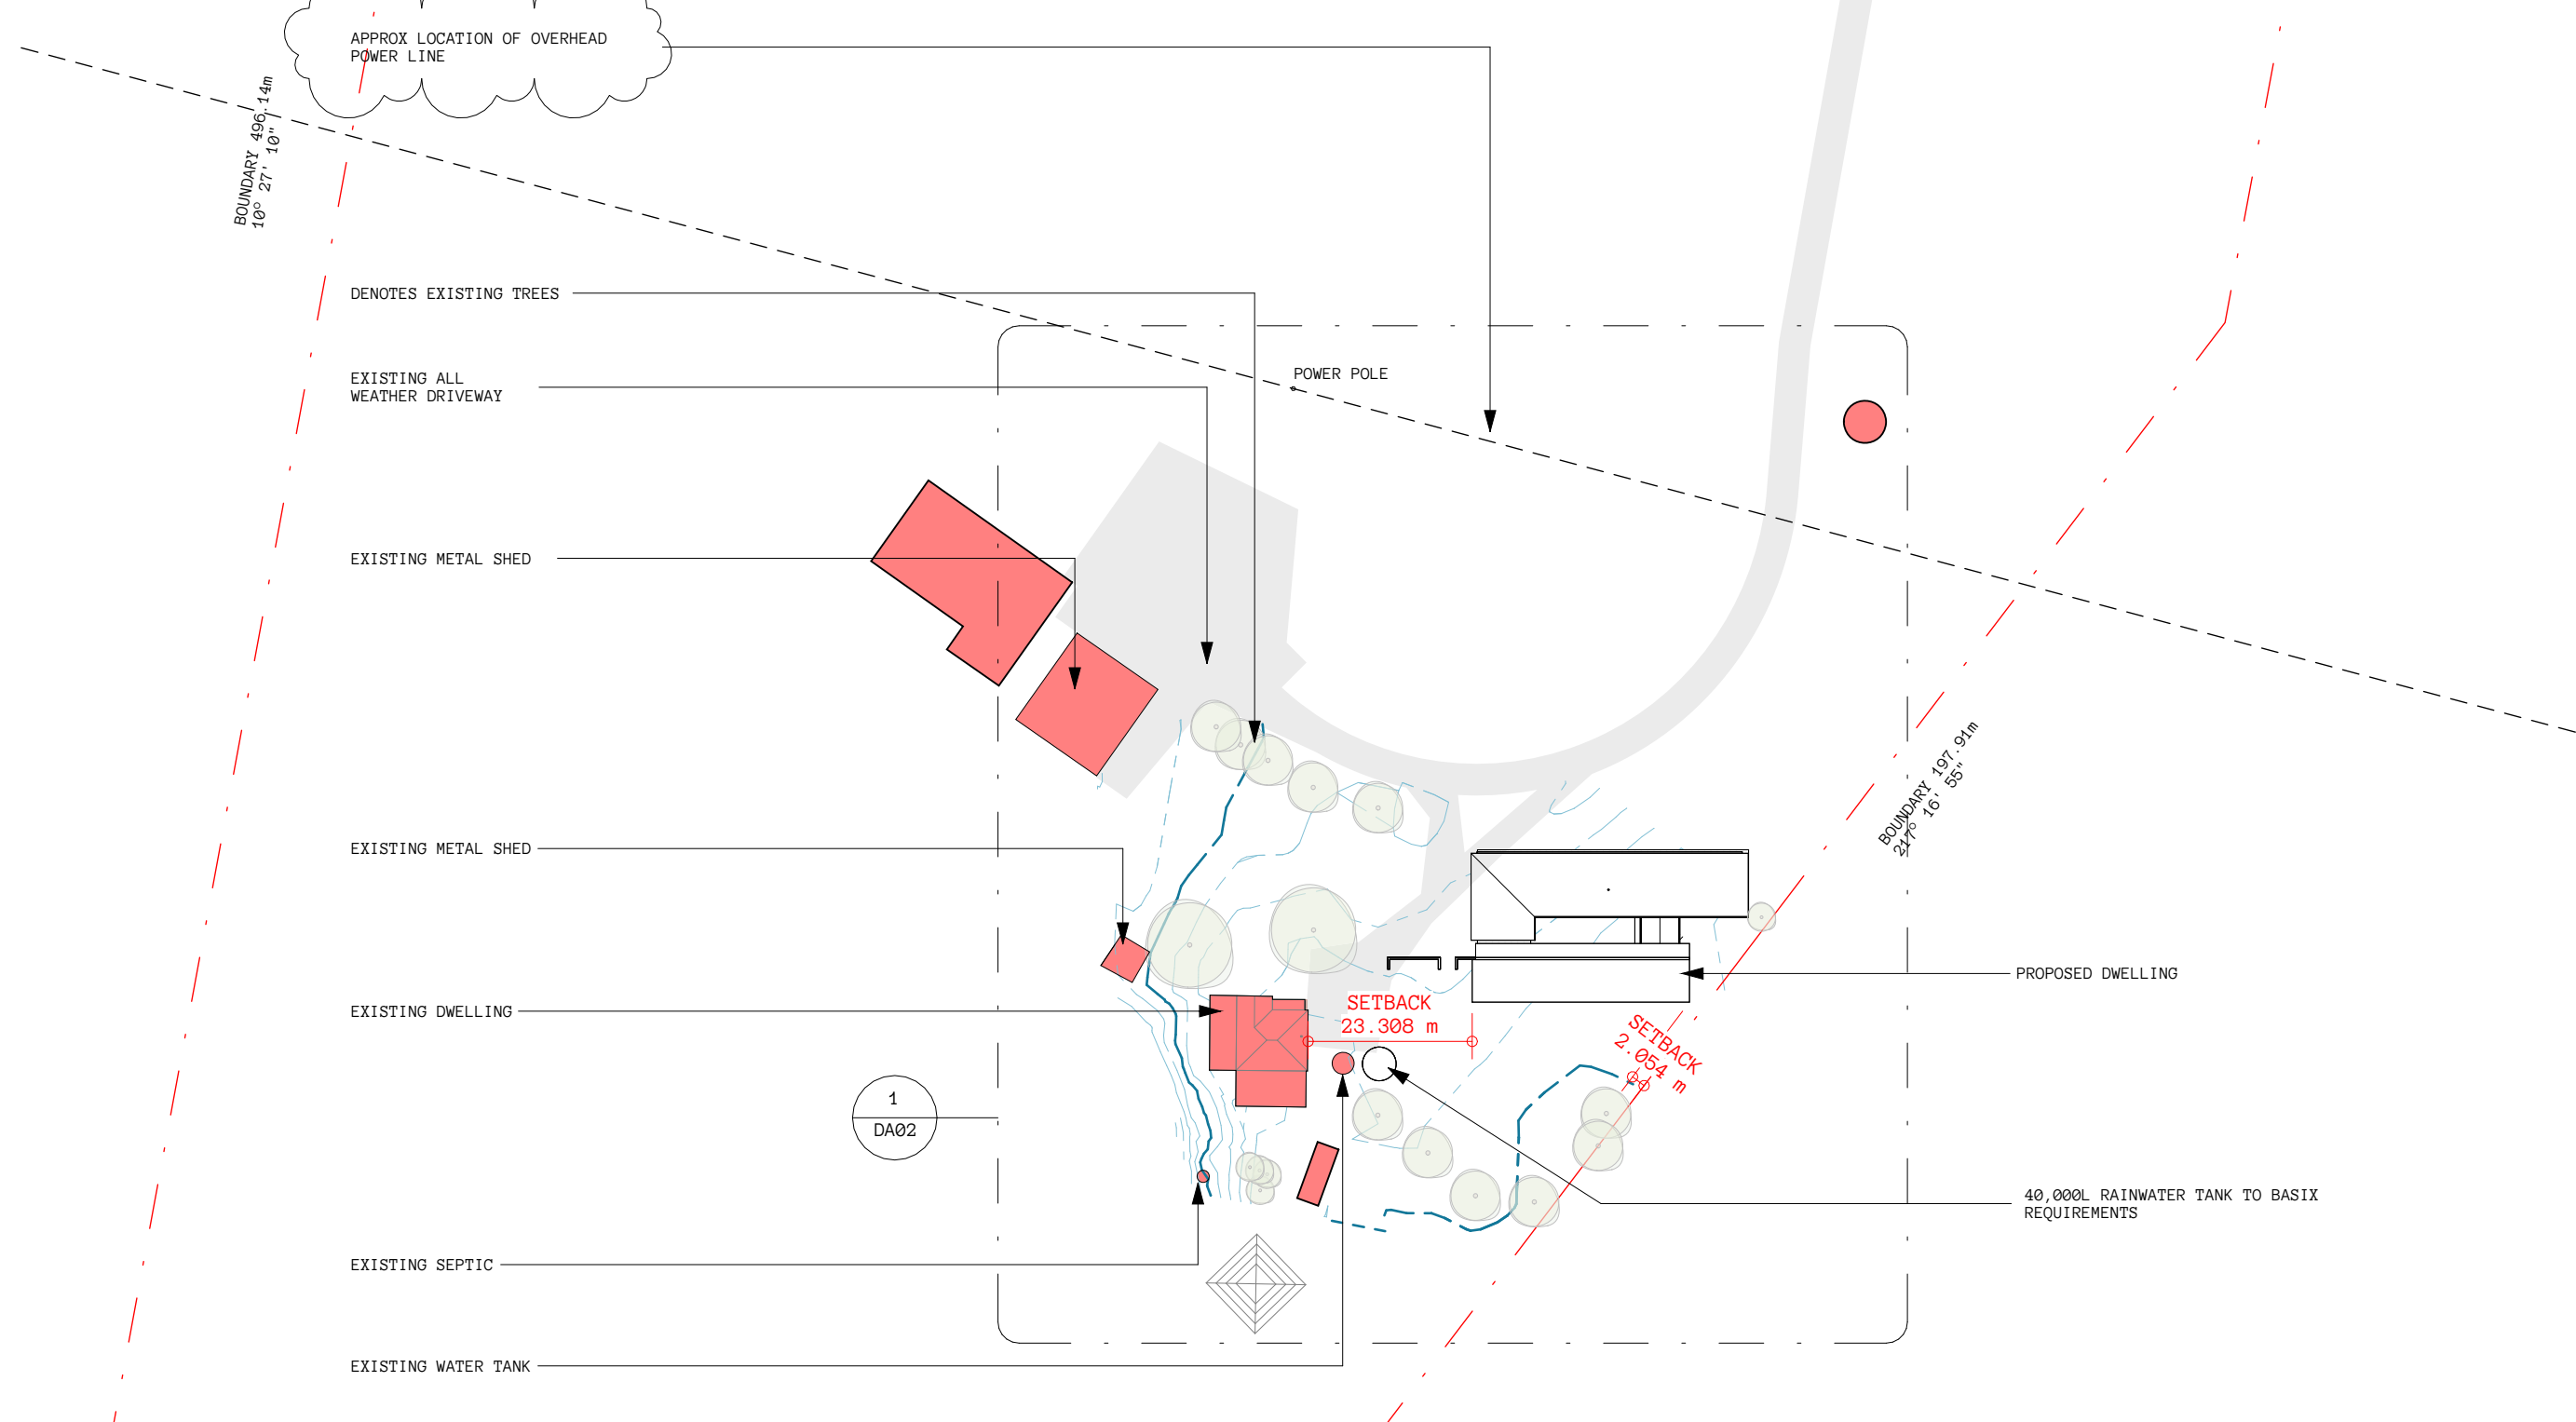 APPROX LOCATION OF OVERHEAD
POWER LINE
BOUNDARY 496.14m
10° 27' 10"
DENOTES EXISTING TREES
EXISTING ALL
WEATHER DRIVEWAY
POWER POLE
EXISTING METAL SHED
BOUNDARY 197.91m
217° 16' 55"
EXISTING METAL SHED
PROPOSED DWELLING
EXISTING DWELLING
SETBACK
23.308 m
SETBACK
2.054 m
1
DA02
40,000L RAINWATER TANK TO BASIX
REQUIREMENTS
EXISTING SEPTIC
EXISTING WATER TANK